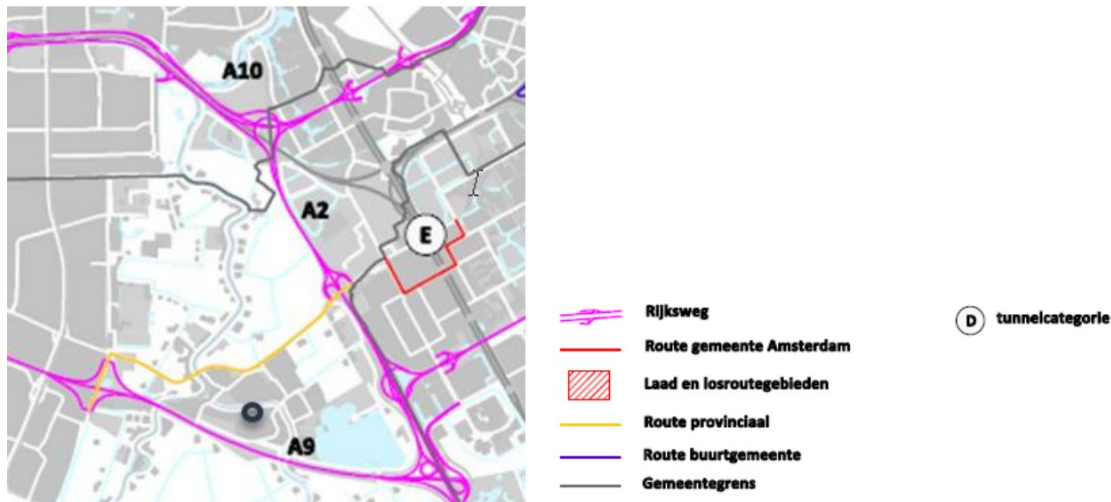 A10
A2
E
A9
Rijksweg
Route gemeente Amsterdam
Laad en losroutegebieden
Route provinciaal
Route buurtgemeente
Gemeentegrens
D tunnelcategorie